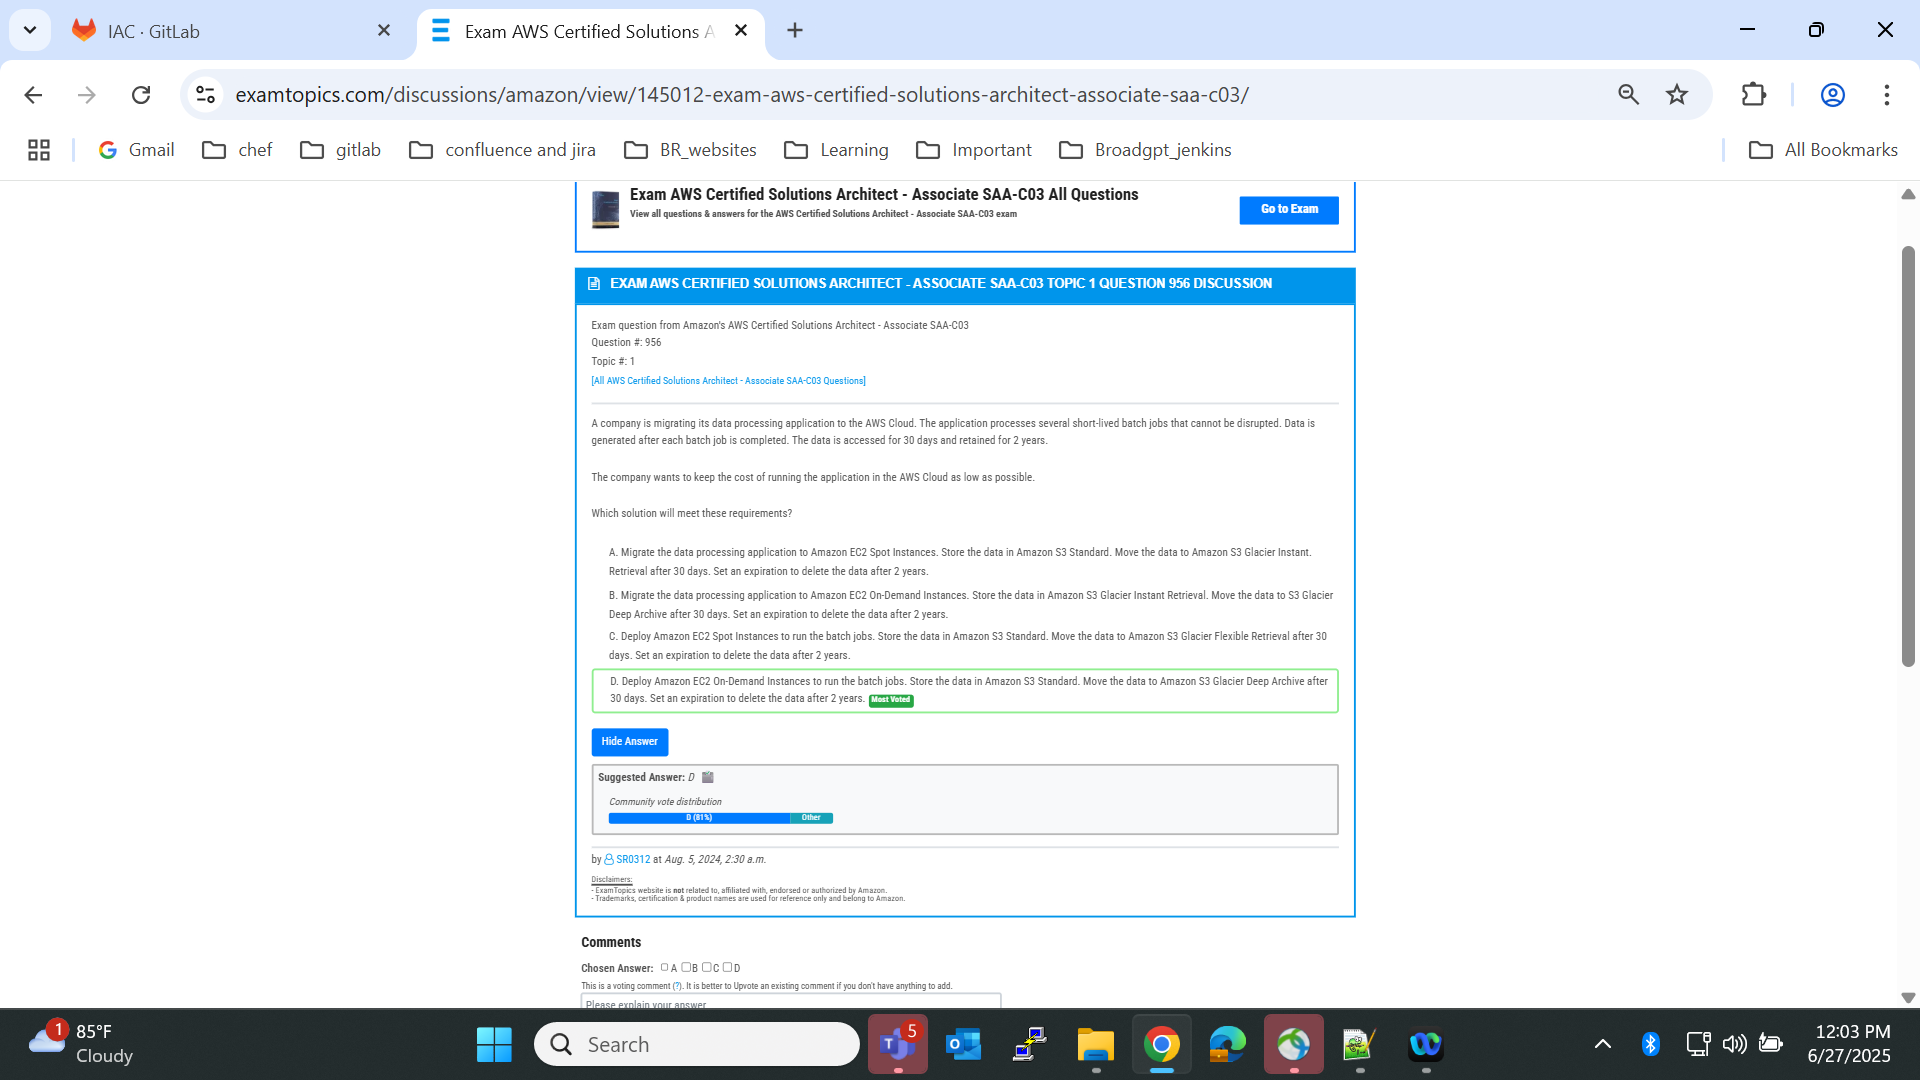 IAC · GitLab
Exam AWS Certified Solutions A
examtopics.com/discussions/amazon/view/145012-exam-aws-certified-solutions-architect-associate-saa-c03/
Gmail
chef
gitlab
confluence and jira
BR_websites
Learning
Important
Broadgpt_jenkins
All Bookmarks
Exam AWS Certified Solutions Architect - Associate SAA-C03 All Questions
View all questions & answers for the AWS Certified Solutions Architect - Associate SAA-C03 exam
Go to Exam
EXAM AWS CERTIFIED SOLUTIONS ARCHITECT - ASSOCIATE SAA-C03 TOPIC 1 QUESTION 956 DISCUSSION
Exam question from Amazon's AWS Certified Solutions Architect - Associate SAA-C03
Question #: 956
Topic #: 1
[All AWS Certified Solutions Architect - Associate SAA-C03 Questions]
A company is migrating its data processing application to the AWS Cloud. The application processes several short-lived batch jobs that cannot be disrupted. Data is
generated after each batch job is completed. The data is accessed for 30 days and retained for 2 years.
The company wants to keep the cost of running the application in the AWS Cloud as low as possible.
Which solution will meet these requirements?
A. Migrate the data processing application to Amazon EC2 Spot Instances. Store the data in Amazon S3 Standard. Move the data to Amazon S3 Glacier Instant.
Retrieval after 30 days. Set an expiration to delete the data after 2 years.
B. Migrate the data processing application to Amazon EC2 On-Demand Instances. Store the data in Amazon S3 Glacier Instant Retrieval. Move the data to S3 Glacier
Deep Archive after 30 days. Set an expiration to delete the data after 2 years.
C. Deploy Amazon EC2 Spot Instances to run the batch jobs. Store the data in Amazon S3 Standard. Move the data to Amazon S3 Glacier Flexible Retrieval after 30
days. Set an expiration to delete the data after 2 years.
D. Deploy Amazon EC2 On-Demand Instances to run the batch jobs. Store the data in Amazon S3 Standard. Move the data to Amazon S3 Glacier Deep Archive after
30 days. Set an expiration to delete the data after 2 years. Most Voted
Hide Answer
Suggested Answer: D
Community vote distribution
D (81%)
Other
by SR0312 at Aug. 5, 2024, 2:30 a.m.
Disclaimers:
- ExamTopics website is not related to, affiliated with, endorsed or authorized by Amazon.
- Trademarks, certification & product names are used for reference only and belong to Amazon.
Comments
Chosen Answer: A B C D
This is a voting comment (?). It is better to Upvote an existing comment if you don't have anything to add.
Please explain your answer
1
85°F
Cloudy
Search
5
12:03 PM
6/27/2025